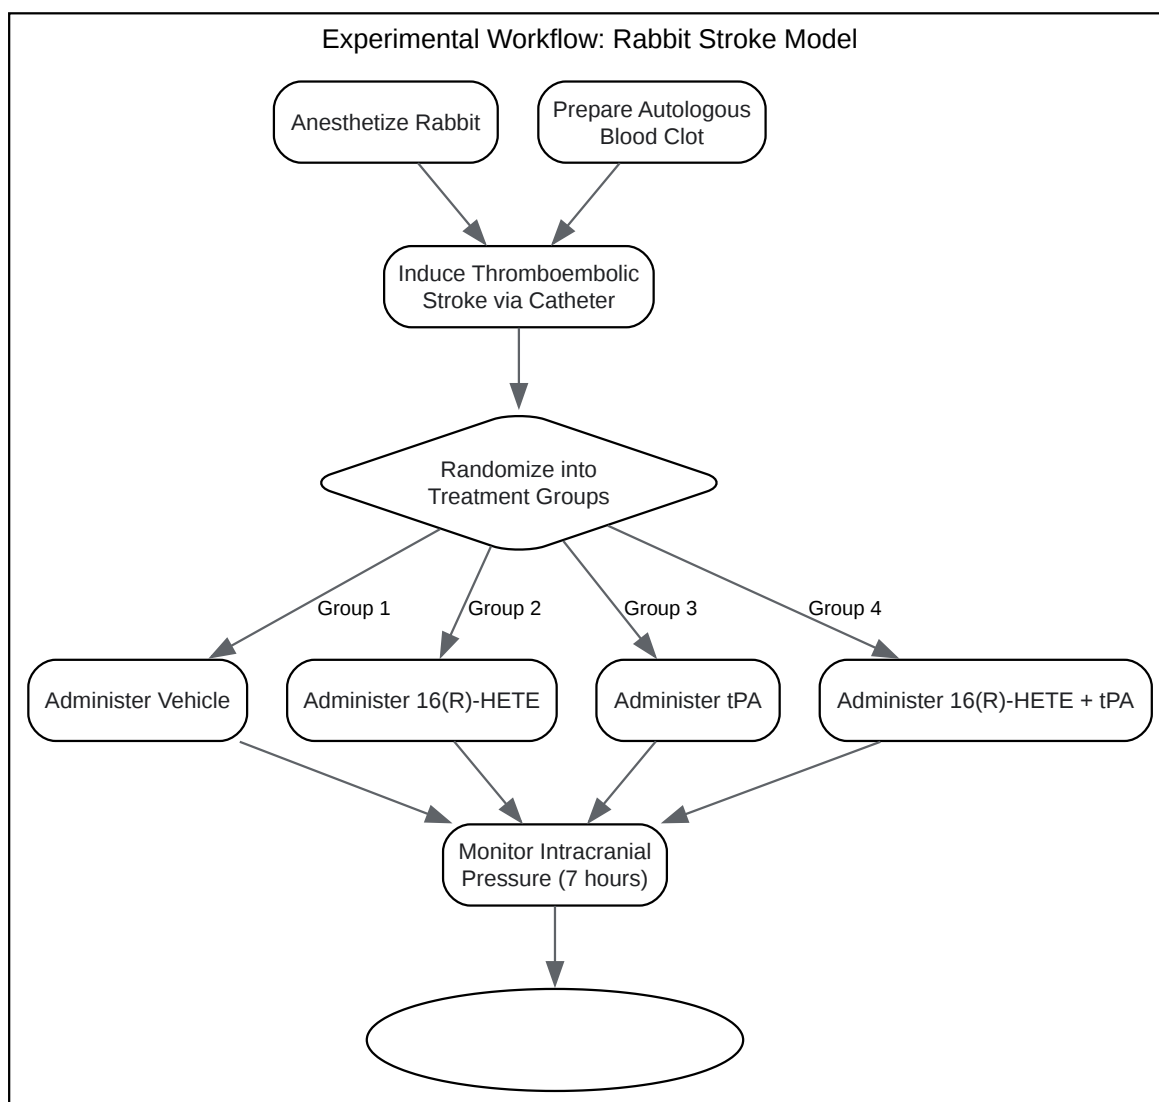 Experimental Workflow: Rabbit Stroke Model
Anesthetize Rabbit
Prepare Autologous
Blood Clot
Induce Thromboembolic
Stroke via Catheter
Randomize into
Treatment Groups
Group 1
Group 2
Group 3
Group 4
Administer Vehicle
Administer 16(R)-HETE
Administer tPA
Administer 16(R)-HETE + tPA
Monitor Intracranial
Pressure (7 hours)